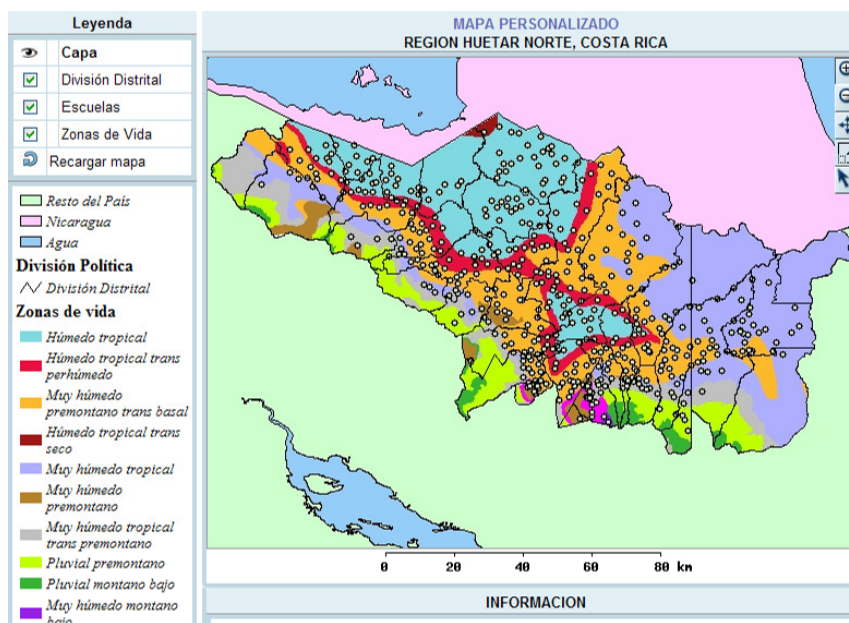 Leyenda
Capa
División Distrital
Escuelas
Zonas de Vida
Recargar mapa
Resto del País
Nicaragua
Agua
División Política
División Distrital
Zonas de vida
Húmedo tropical
Húmedo tropical trans
perhúmedo
Muy húmedo
premontano trans basal
Húmedo tropical trans
seco
Muy húmedo tropical
Muy húmedo
premontano
Muy húmedo tropical
trans premontano
Pluvial premontano
Pluvial montano bajo
Muy húmedo montano
bajo
MAPA PERSONALIZADO
REGION HUETAR NORTE, COSTA RICA
0 20 40 60 80 km
INFORMACION